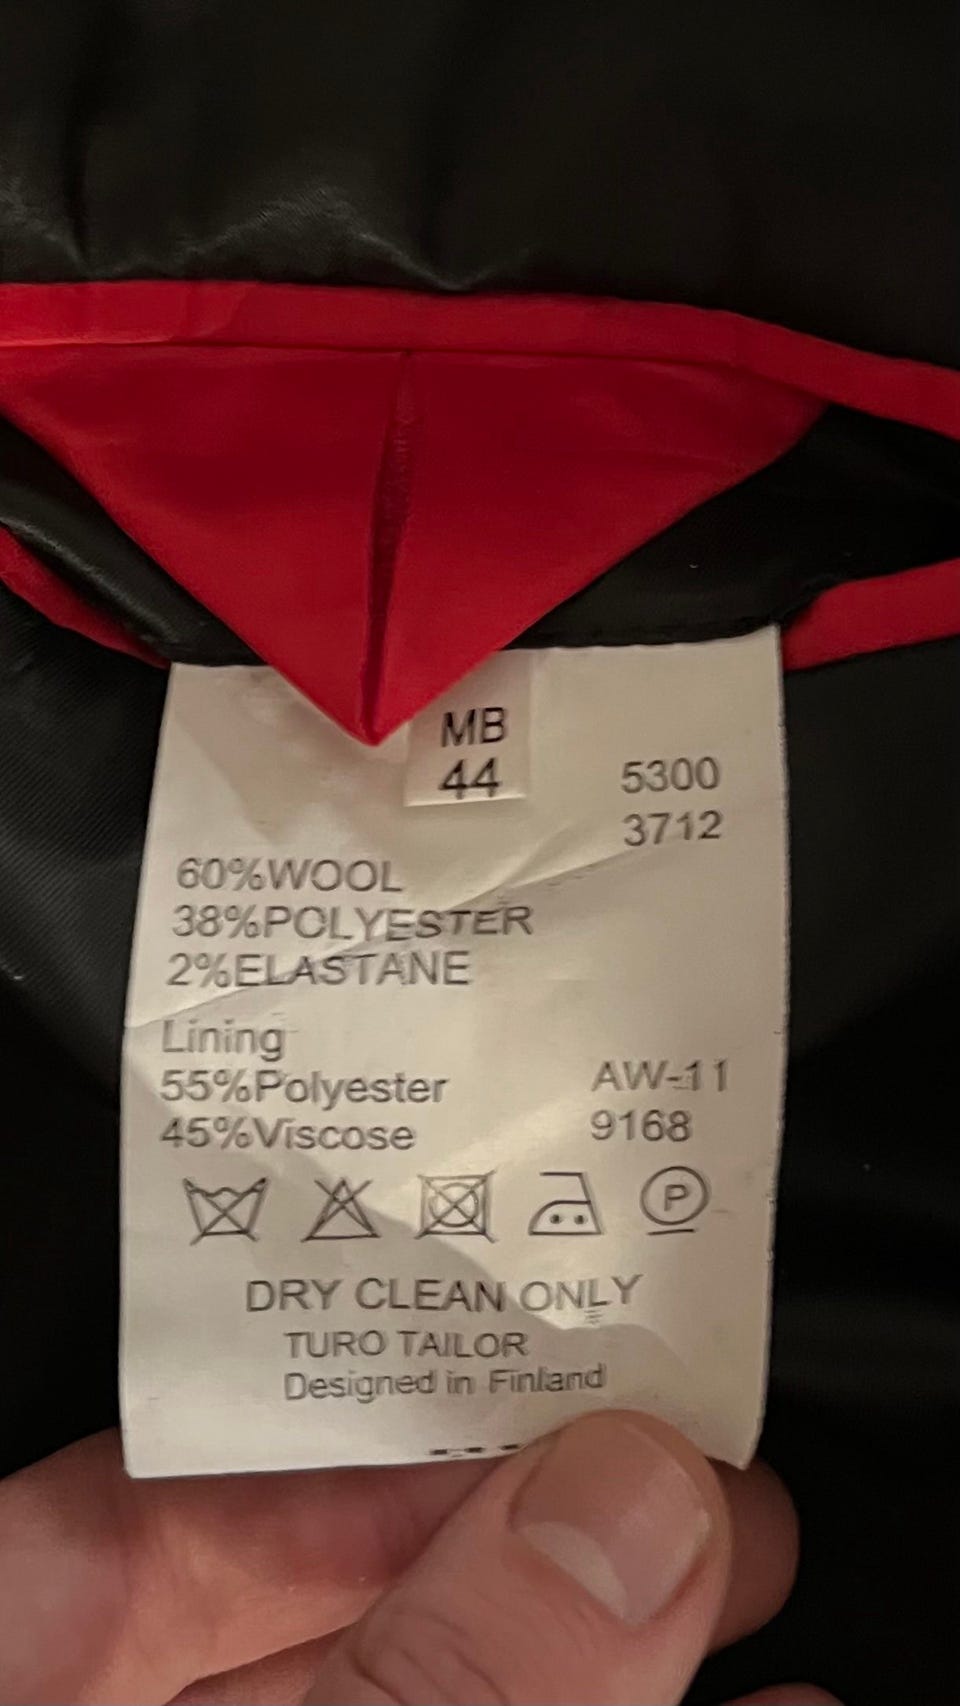 MB
44
5300
3712
60%WOOL
38%POLYESTER
2%ELASTANE
Lining
55%Polyester
45%Viscose
AW-11
9168
P
DRY CLEAN ONLY
TURO TAILOR
Designed in Finland